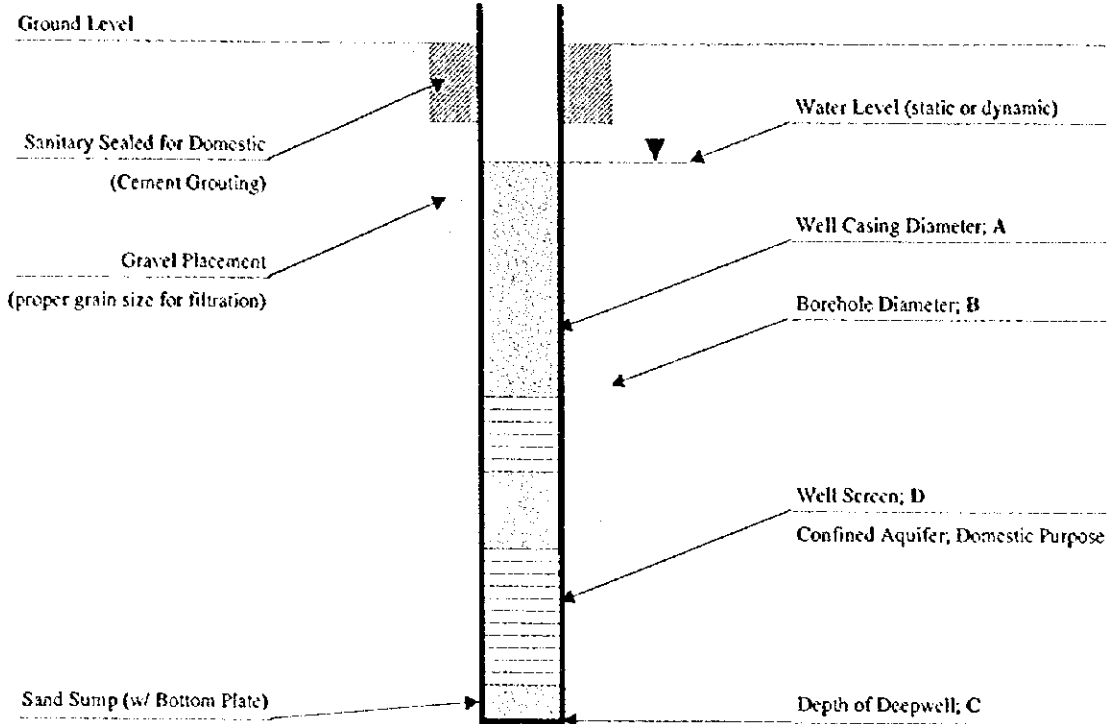 Ground Level
Sanitary Sealed for Domestic
(Cement Grouting)
Gravel Placement
(proper grain size for filtration)
Sand Sump (w/ Bottom Plate)
Water Level (static or dynamic)
Well Casing Diameter; A
Borehole Diameter; B
Well Screen; D
Confined Aquifer; Domestic Purpose
Depth of Deepwell; C